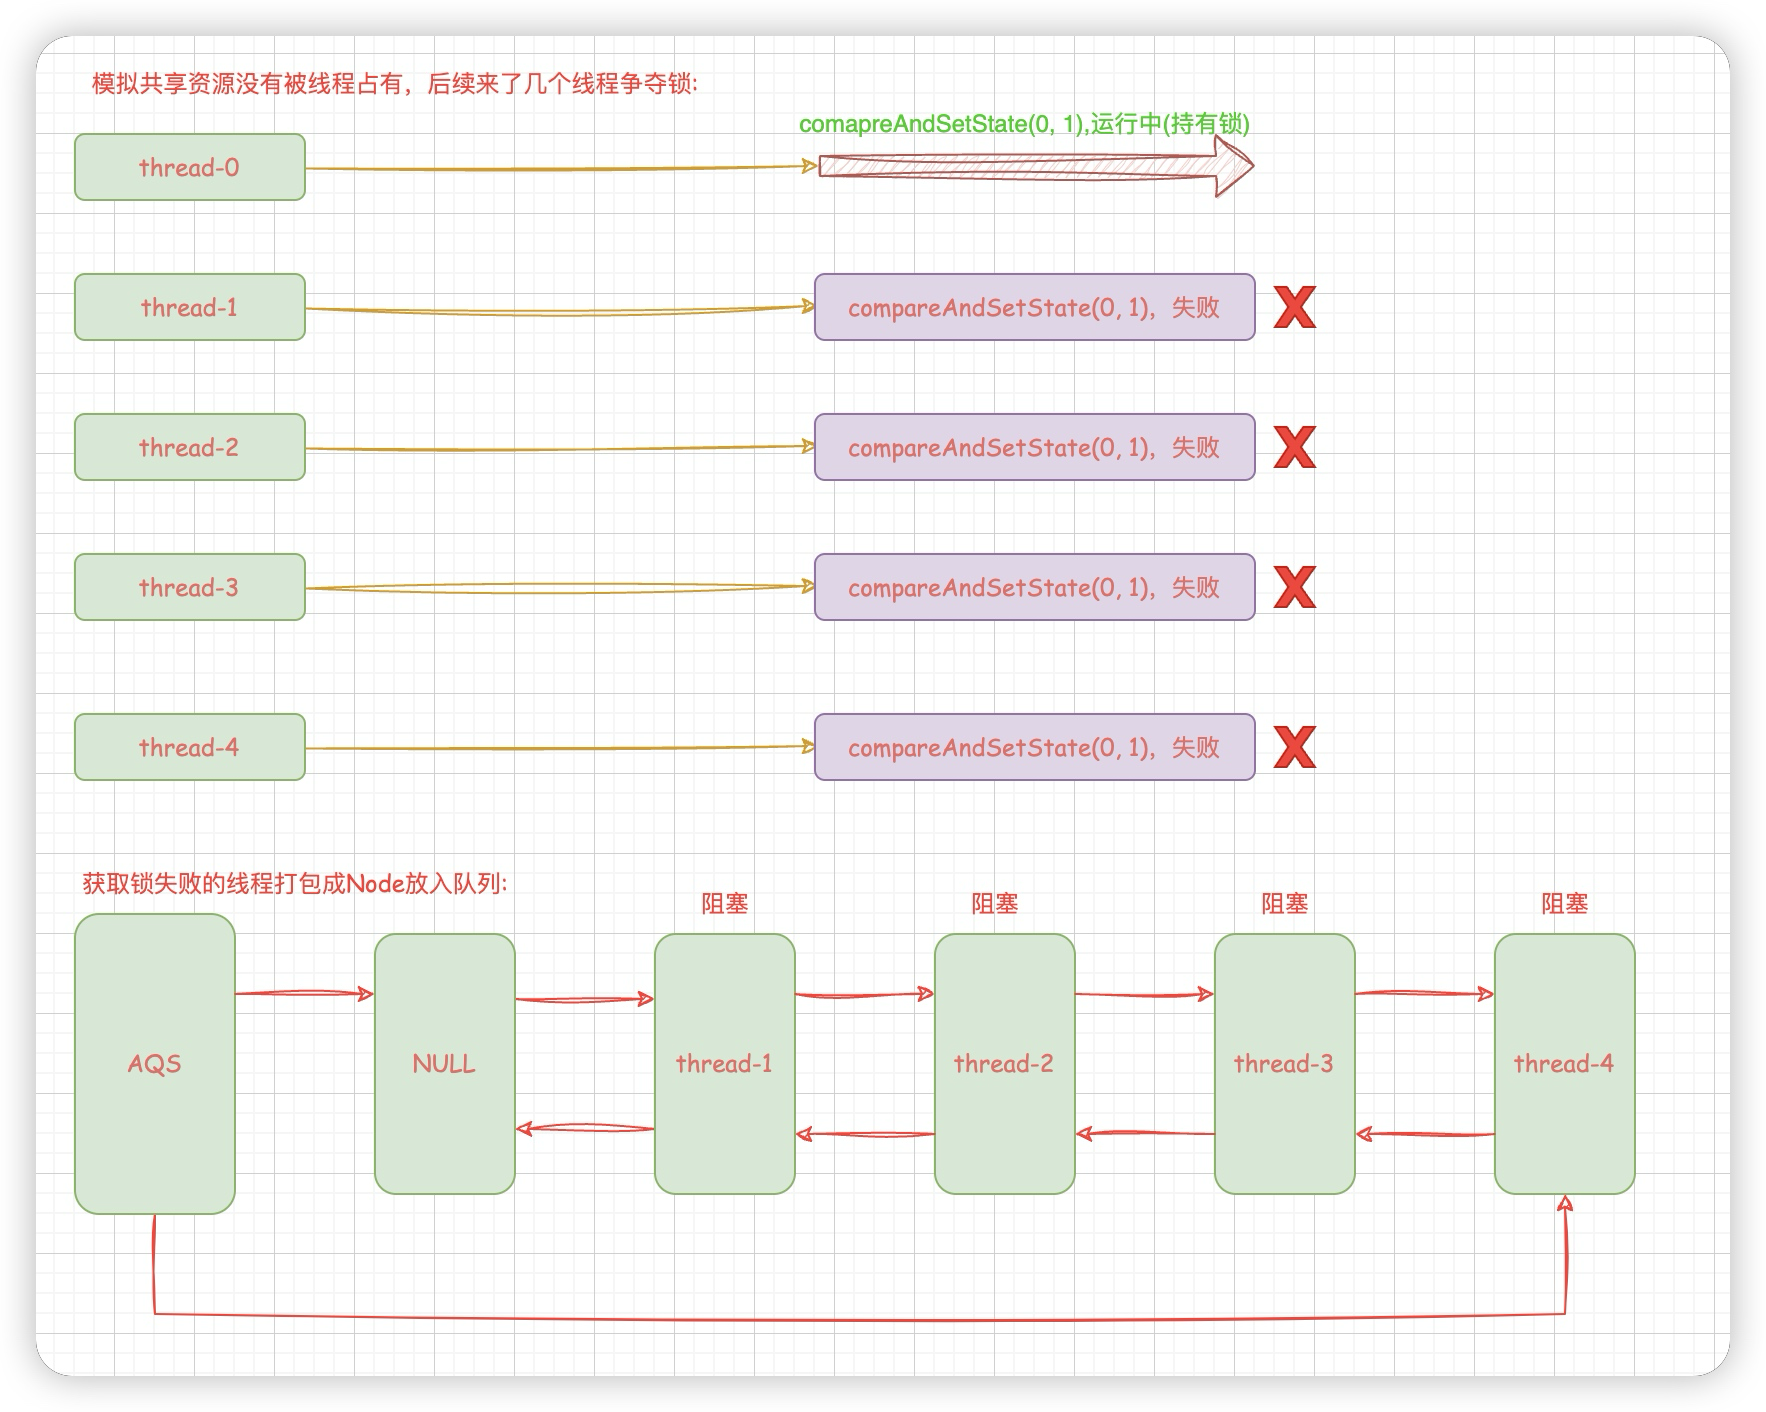 模拟共享资源没有被线程占有，后续来了几个线程争夺锁:
comapreAndSetState(0, 1),运行中(持有锁)
thread-0
thread-1
compareAndSetState(0, 1)，失败
thread-2
compareAndSetState(0, 1)，失败
thread-3
compareAndSetState(0, 1)，失败
thread-4
compareAndSetState(0, 1)，失败
获取锁失败的线程打包成Node放入队列:
阻塞
阻塞
阻塞
阻塞
AQS
NULL
thread-1
thread-2
thread-3
thread-4